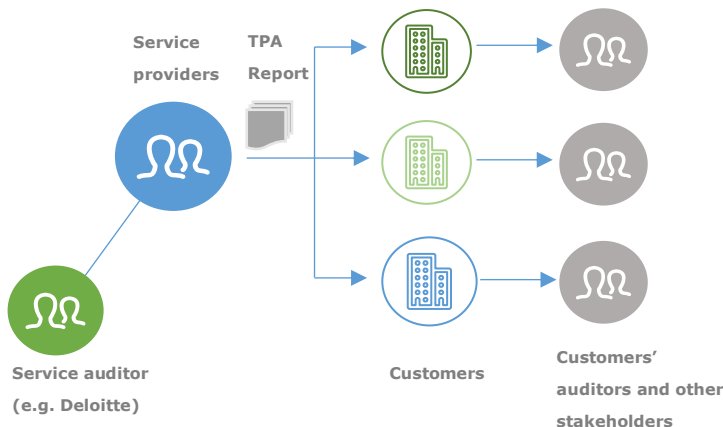 Service
providers
TPA
Report
Service auditor
(e.g. Deloitte)
Customers
Customers’
auditors and other
stakeholders